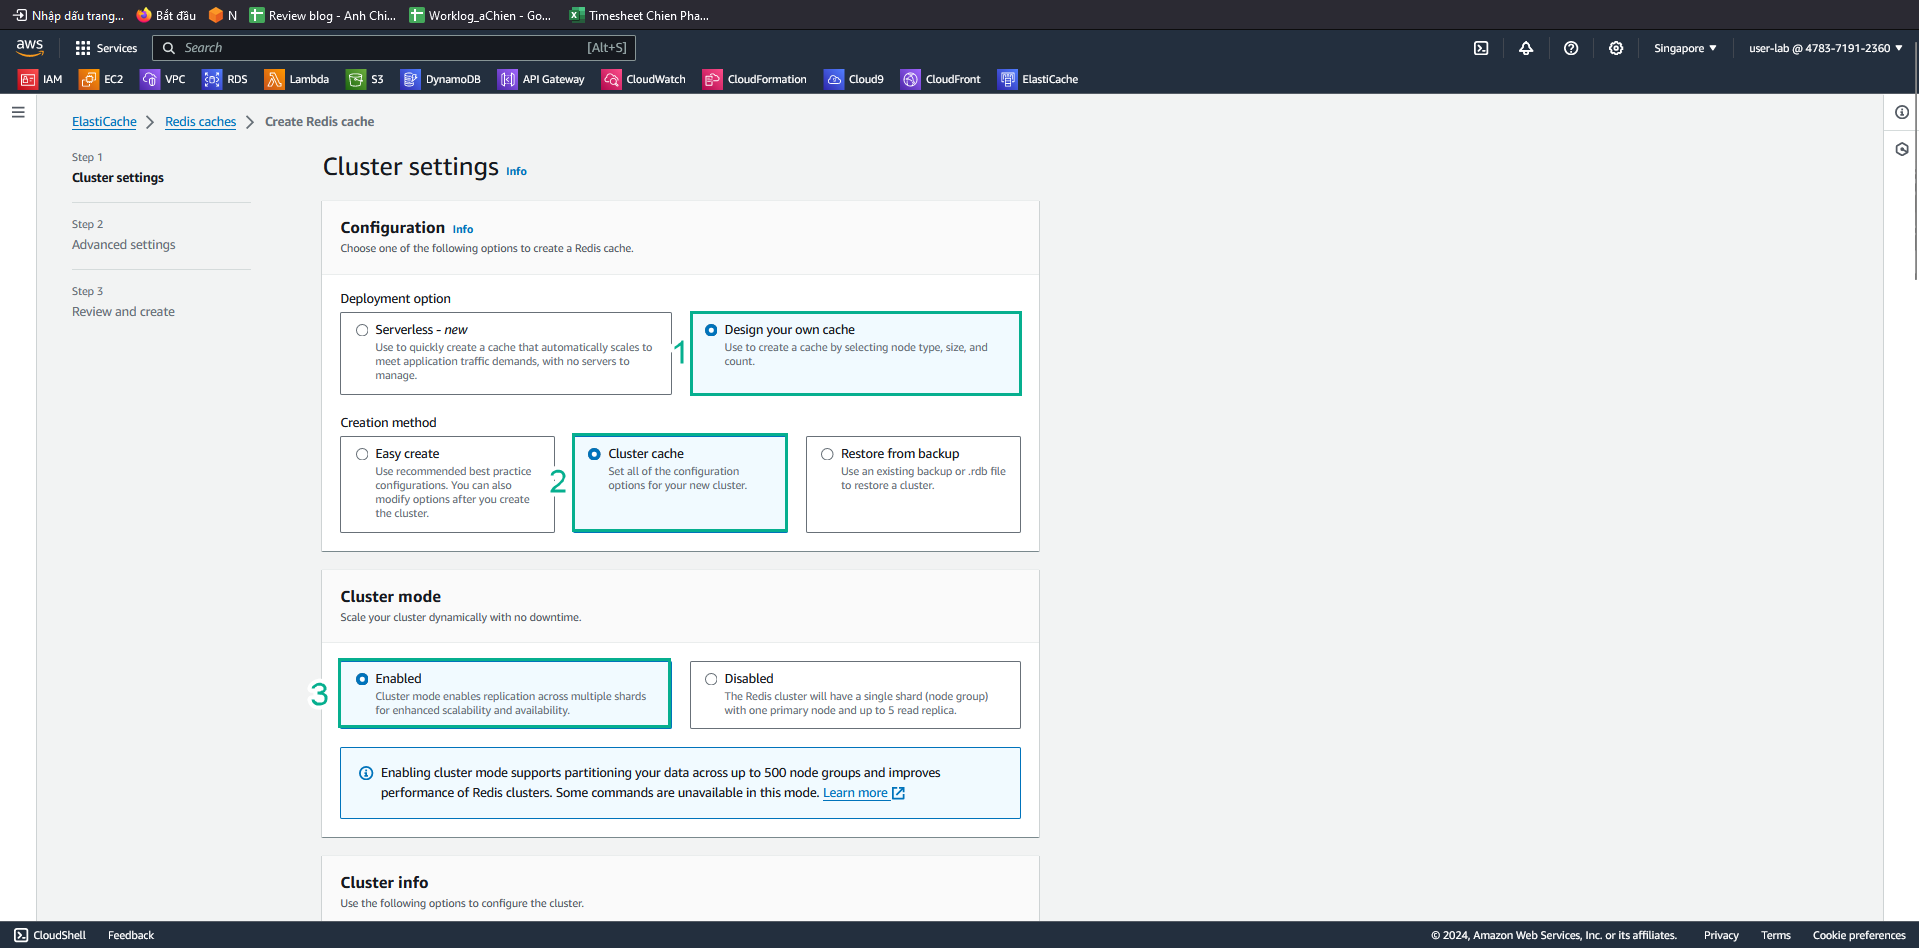 Nhập dấu trang...
Bắt đầu
N
Review blog - Anh Chi...
Worklog_aChien - Go...
Timesheet Chien Pha...
aws
Services
Search
[Alt+S]
Singapore
user-lab @ 4783-7191-2360
IAM
EC2
VPC
RDS
Lambda
S3
DynamoDB
API Gateway
CloudWatch
CloudFormation
Cloud9
CloudFront
ElastiCache
ElastiCache
Redis caches
Create Redis cache
Step 1
Cluster settings
Step 2
Advanced settings
Step 3
Review and create
Cluster settings Info
Configuration Info
Choose one of the following options to create a Redis cache.
Deployment option
Serverless - new
Use to quickly create a cache that automatically scales to
meet application traffic demands, with no servers to
manage.
1
Design your own cache
Use to create a cache by selecting node type, size, and
count.
Creation method
Easy create
Use recommended best practice
configurations. You can also
modify options after you create
the cluster.
2
Cluster cache
Set all of the configuration
options for your new cluster.
Restore from backup
Use an existing backup or .rdb file
to restore a cluster.
Cluster mode
Scale your cluster dynamically with no downtime.
3
Enabled
Cluster mode enables replication across multiple shards
for enhanced scalability and availability.
Disabled
The Redis cluster will have a single shard (node group)
with one primary node and up to 5 read replica.
Enabling cluster mode supports partitioning your data across up to 500 node groups and improves
performance of Redis clusters. Some commands are unavailable in this mode. Learn more
Cluster info
Use the following options to configure the cluster.
CloudShell
Feedback
© 2024, Amazon Web Services, Inc. or its affiliates.
Privacy
Terms
Cookie preferences